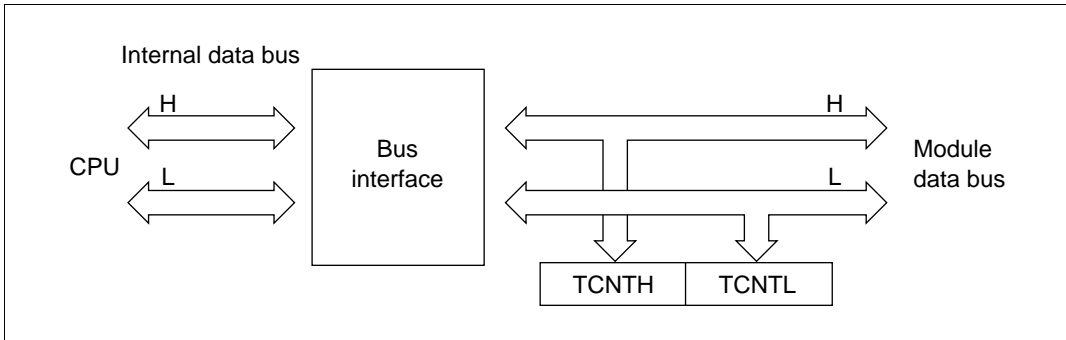 Internal data bus
H
H
CPU
Bus
interface
Module
data bus
L
L
TCNTH
TCNTL